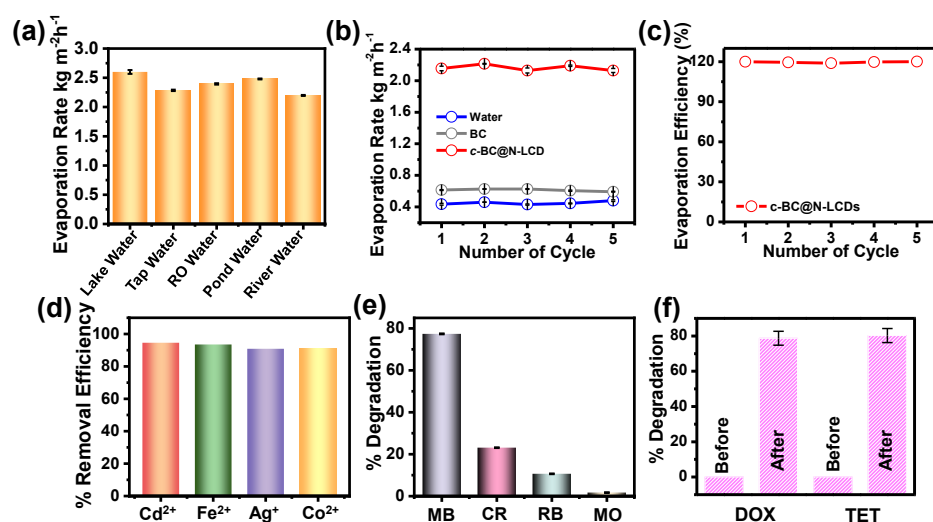 (a)
Evaporation Rate kg m⁻²h⁻¹
3.0
2.5
2.0
1.5
1.0
0.5
0.0
Lake Water
Tap Water
RO Water
Pond Water
River Water
(b)
Evaporation Rate kg m⁻²h⁻¹
2.4
2.0
1.6
1.2
0.8
0.4
Water
BC
c-BC@N-LCD
1 2 3 4 5
Number of Cycle
(c)
Evaporation Efficiency (%)
120
90
60
30
0
c-BC@N-LCDs
1 2 3 4 5
Number of Cycle
(d)
% Removal Efficiency
100
80
60
40
20
0
Cd²⁺ Fe²⁺ Ag⁺ Co²⁺
(e)
% Degradation
80
60
40
20
0
MB CR RB MO
(f)
% Degradation
80
60
40
20
0
Before
After
Before
After
DOX TET